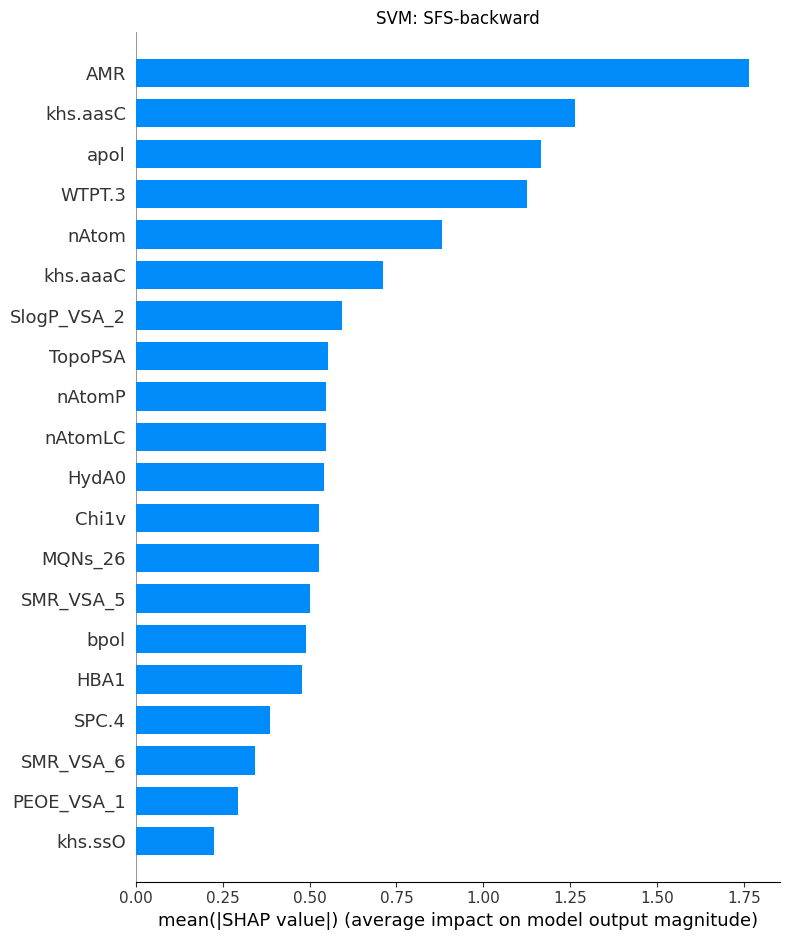 SVM: SFS-backward
AMR
khs.aasC
apol
WTPT.3
nAtom
khs.aaaC
SlogP_VSA_2
TopoPSA
nAtomP
nAtomLC
HydA0
Chi1v
MQNs_26
SMR_VSA_5
bpol
HBA1
SPC.4
SMR_VSA_6
PEOE_VSA_1
khs.ssO
0.00 0.25 0.50 0.75 1.00 1.25 1.50 1.75
mean(|SHAP value|) (average impact on model output magnitude)